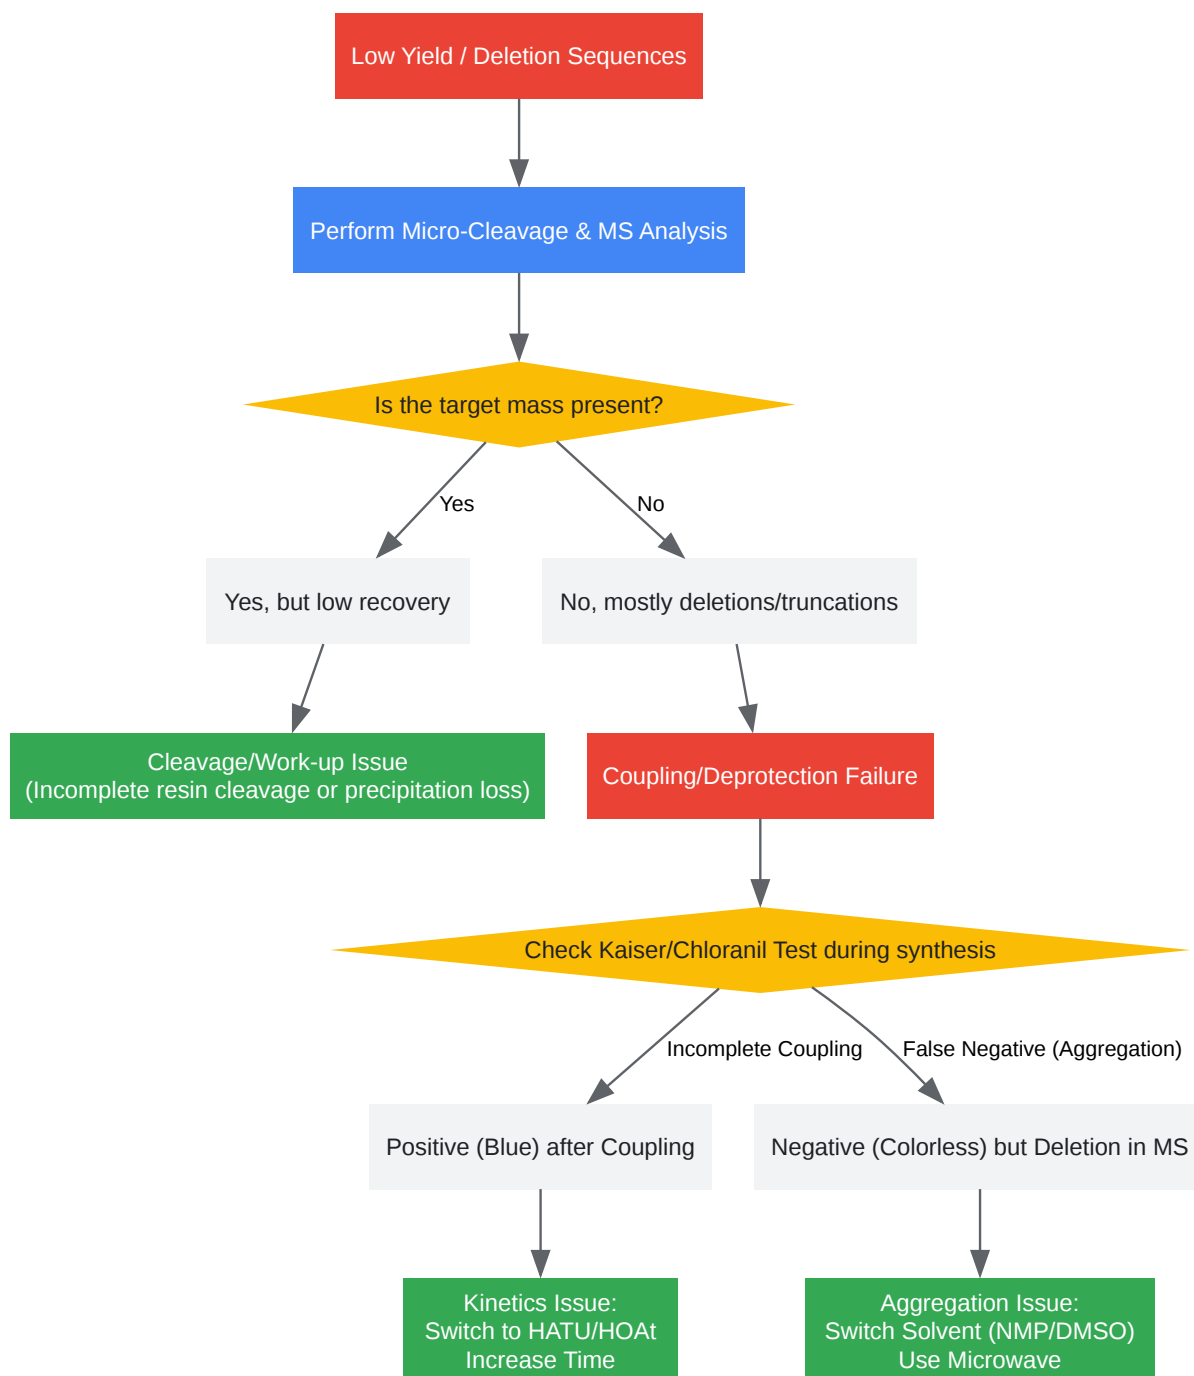 Low Yield / Deletion Sequences
Perform Micro-Cleavage & MS Analysis
Is the target mass present?
Yes
No
Yes, but low recovery
No, mostly deletions/truncations
Cleavage/Work-up Issue
(Incomplete resin cleavage or precipitation loss)
Coupling/Deprotection Failure
Check Kaiser/Chloranil Test during synthesis
Incomplete Coupling
False Negative (Aggregation)
Positive (Blue) after Coupling
Negative (Colorless) but Deletion in MS
Kinetics Issue:
Switch to HATU/HOAt
Increase Time
Aggregation Issue:
Switch Solvent (NMP/DMSO)
Use Microwave